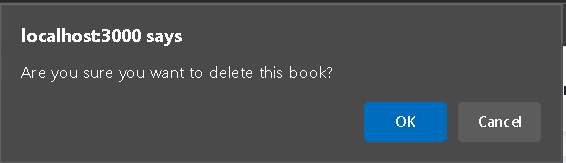 localhost:3000 says
Are you sure you want to delete this book?
OK
Cancel